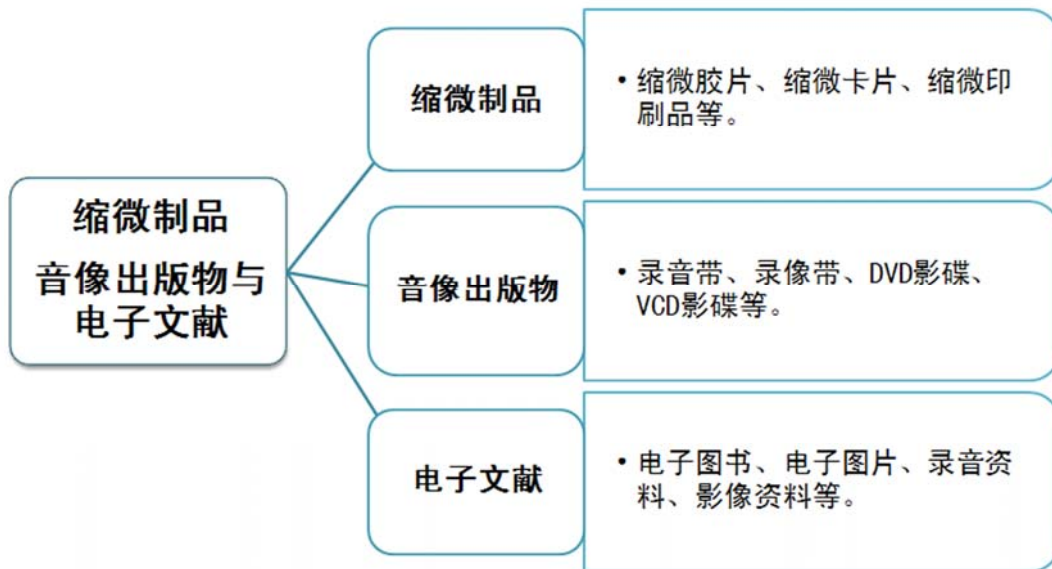 缩微制品
音像出版物与
电子文献
缩微制品
• 缩微胶片、缩微卡片、缩微印
刷品等。
音像出版物
• 录音带、录像带、DVD影碟、
VCD影碟等。
电子文献
• 电子图书、电子图片、录音资
料、影像资料等。